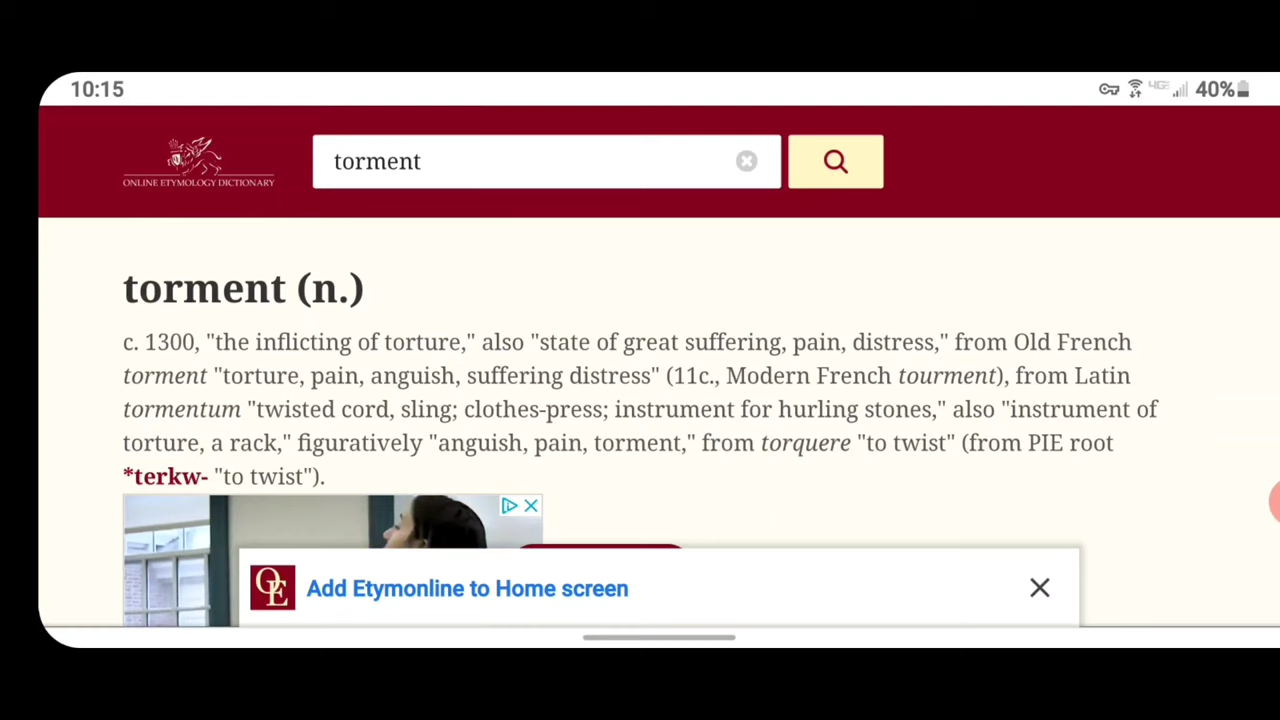 10:15
40%
ONLINE ETYMOLOGY DICTIONARY
torment
torment (n.)
c. 1300, "the inflicting of torture," also "state of great suffering, pain, distress," from Old French
torment "torture, pain, anguish, suffering distress" (11c., Modern French tourment), from Latin
tormentum "twisted cord, sling; clothes-press; instrument for hurling stones," also "instrument of
torture, a rack," figuratively "anguish, pain, torment," from torquere "to twist" (from PIE root
*terkw- "to twist").
OE
Add Etymonline to Home screen